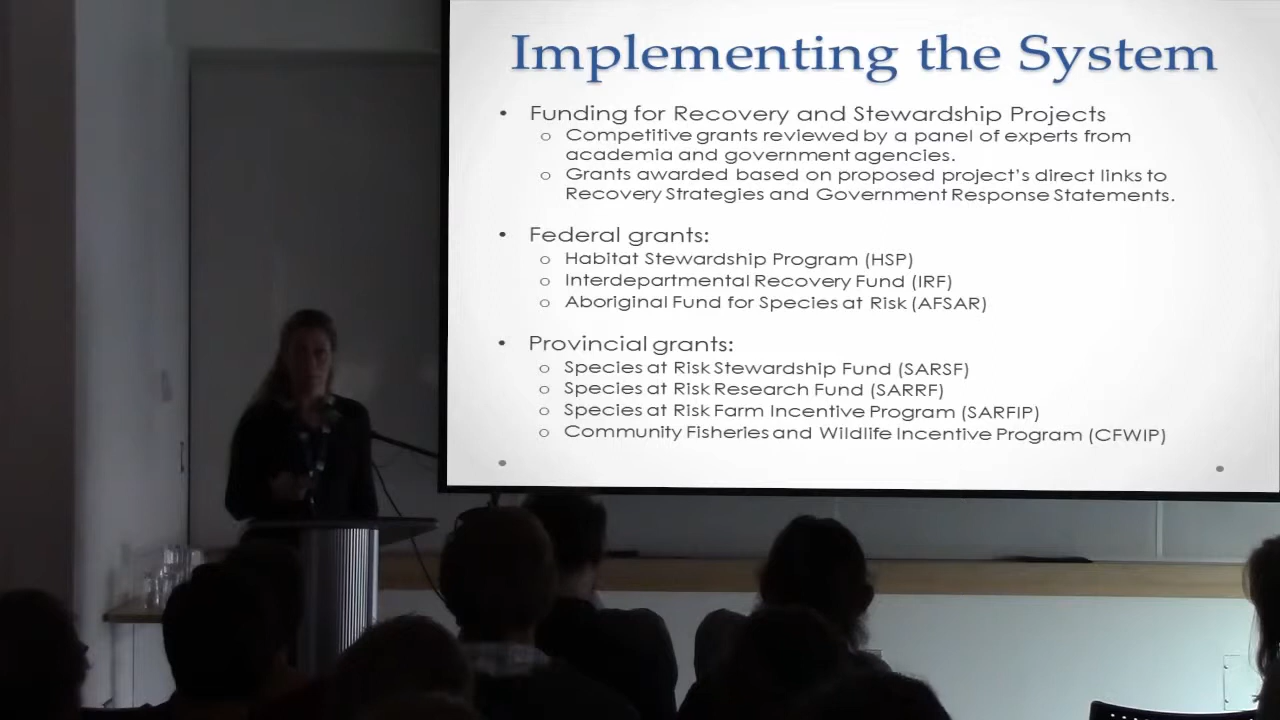 Implementing the System
• Funding for Recovery and Stewardship Projects
o Competitive grants reviewed by a panel of experts from
academia and government agencies.
o Grants awarded based on proposed project's direct links to
Recovery Strategies and Government Response Statements.
• Federal grants:
o Habitat Stewardship Program (HSP)
o Interdepartmental Recovery Fund (IRF)
o Aboriginal Fund for Species at Risk (AFSAR)
• Provincial grants:
o Species at Risk Stewardship Fund (SARSF)
o Species at Risk Research Fund (SARRF)
o Species at Risk Farm Incentive Program (SARFIP)
o Community Fisheries and Wildlife Incentive Program (CFWIP)